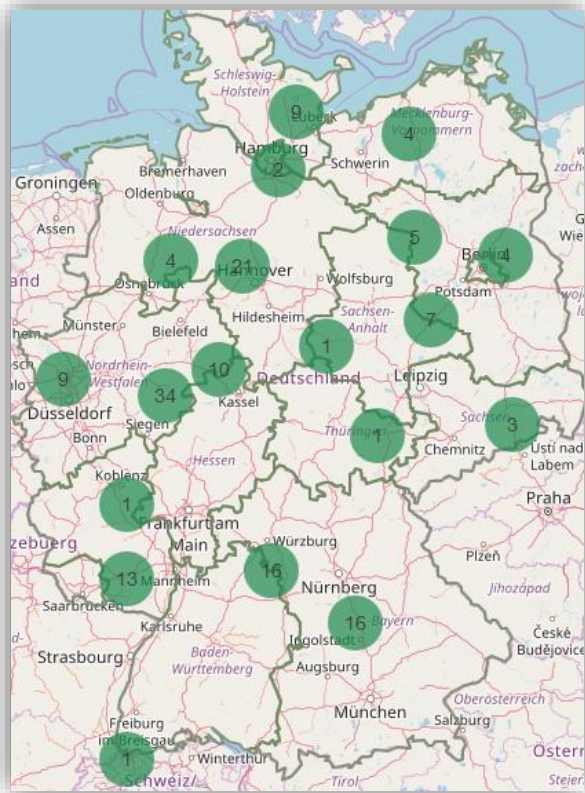 Schleswig-
Holstein
9
Lübeck
Mecklenburg-
Vorpommern
4
Hamburg
2
Schwerin
Bremerhaven
Groningen
Oldenburg
Assen
Niedersachsen
5
Berlin
4
4
21
Hannover
Osnabrück
Wolfsburg
Potsdam
Hildesheim
Sachsen-
Anhalt
7
Münster
Bielefeld
1
Nordrhein-
Westfalen
9
10
Deutschland
Leipzig
34
Kassel
Düsseldorf
Siegen
Sachsen
3
Thüringen
1
Chemnitz
Bonn
Ústí nad
Labem
Hessen
Koblenz
1
Praha
Frankfurt am
Main
Würzburg
Plzeň
16
13
Mannheim
Nürnberg
Jihozápad
Saarbrücken
16
Karlsruhe
Bayern
České
Budějovice
Ingolstadt
Strasbourg
Baden-
Württemberg
Augsburg
München
Oberösterreich
Freiburg
im Breisgau
Salzburg
1
Winterthur
Schweiz/
Tirol